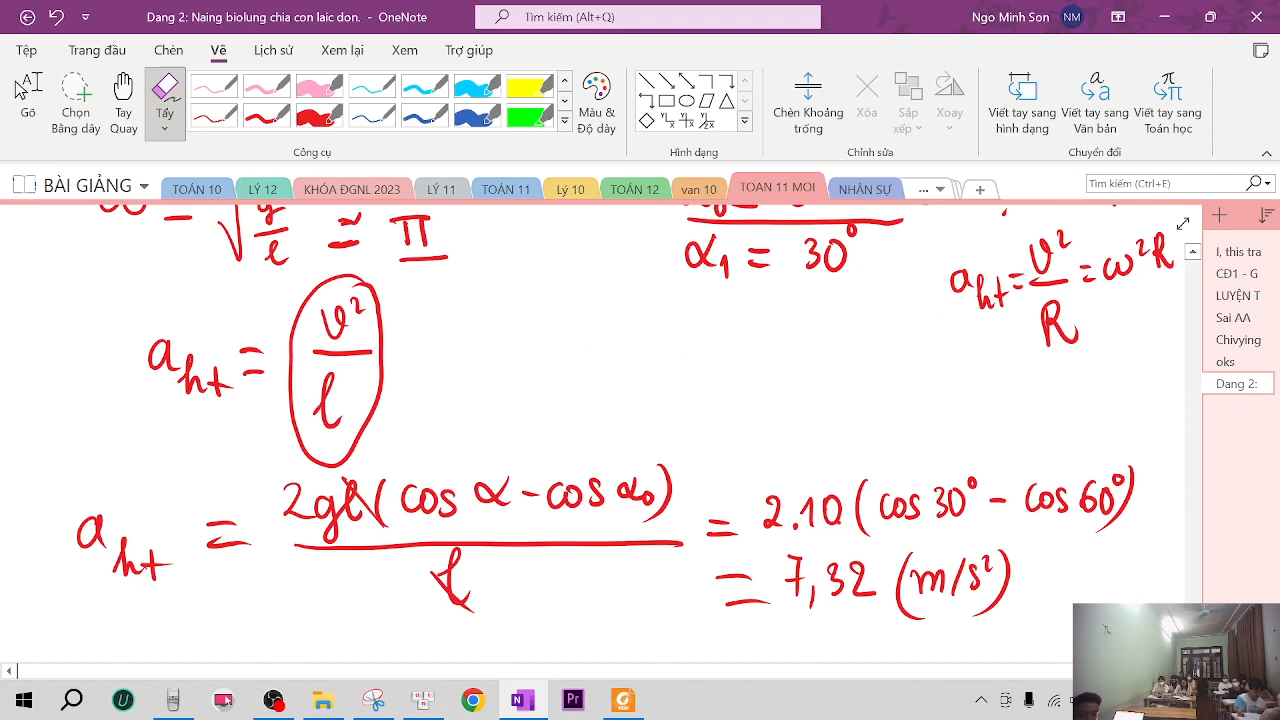 Dang 2: Naing biolung chia con laic don. - OneNote
Tìm kiếm (Alt+Q)
Ngo Minh Son
NM
Tệp
Trang đầu
Chèn
Vẽ
Lịch sử
Xem lại
Xem
Trợ giúp
Gõ
Chọn Bằng dây
Tay Quay
Tẩy
Màu & Độ dày
Chèn Khoảng trống
Xóa
Sắp xếp
Xoay
Viết tay sang hình dạng
Viết tay sang Văn bản
Viết tay sang Toán học
Công cụ
Hình dạng
Chỉnh sửa
Chuyển đổi
BÀI GIẢNG
TOÁN 10
LÝ 12
KHÓA ĐGNL 2023
LÝ 11
TOÁN 11
Lý 10
TOÁN 12
van 10
TOAN 11 MOI
NHÂN SỰ
...
Tìm kiếm (Ctrl+E)
= √(g/l) ≃ π
α₁ = 30°
a_ht = v²/R = ω²R
a_ht = v²/l
a_ht = 2gl(cos α - cos α₀)/l = 2.10(cos 30° - cos 60°)
= 7,32 (m/s²)
I, this tra
CĐ1 - G
LUYỆN T
Sai AA
Chivying
oks
Dang 2: